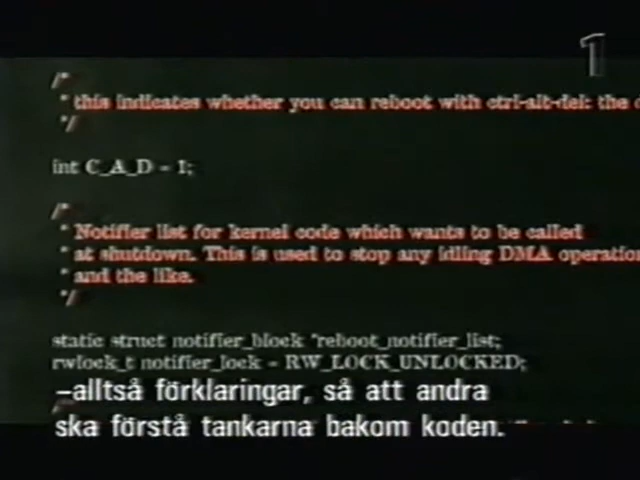 1
/*
* this indicates whether you can reboot with ctrl-alt-del: the
*/
int C_A_D = 1;
/*
* Notifier list for kernel code which wants to be called
* at shutdown. This is used to stop any idling DMA operatio
* and the like.
*/
static struct notifier_block *reboot_notifier_list;
rwlock_t notifier_lock = RW_LOCK_UNLOCKED;
–alltså förklaringar, så att andra
ska förstå tankarna bakom koden.